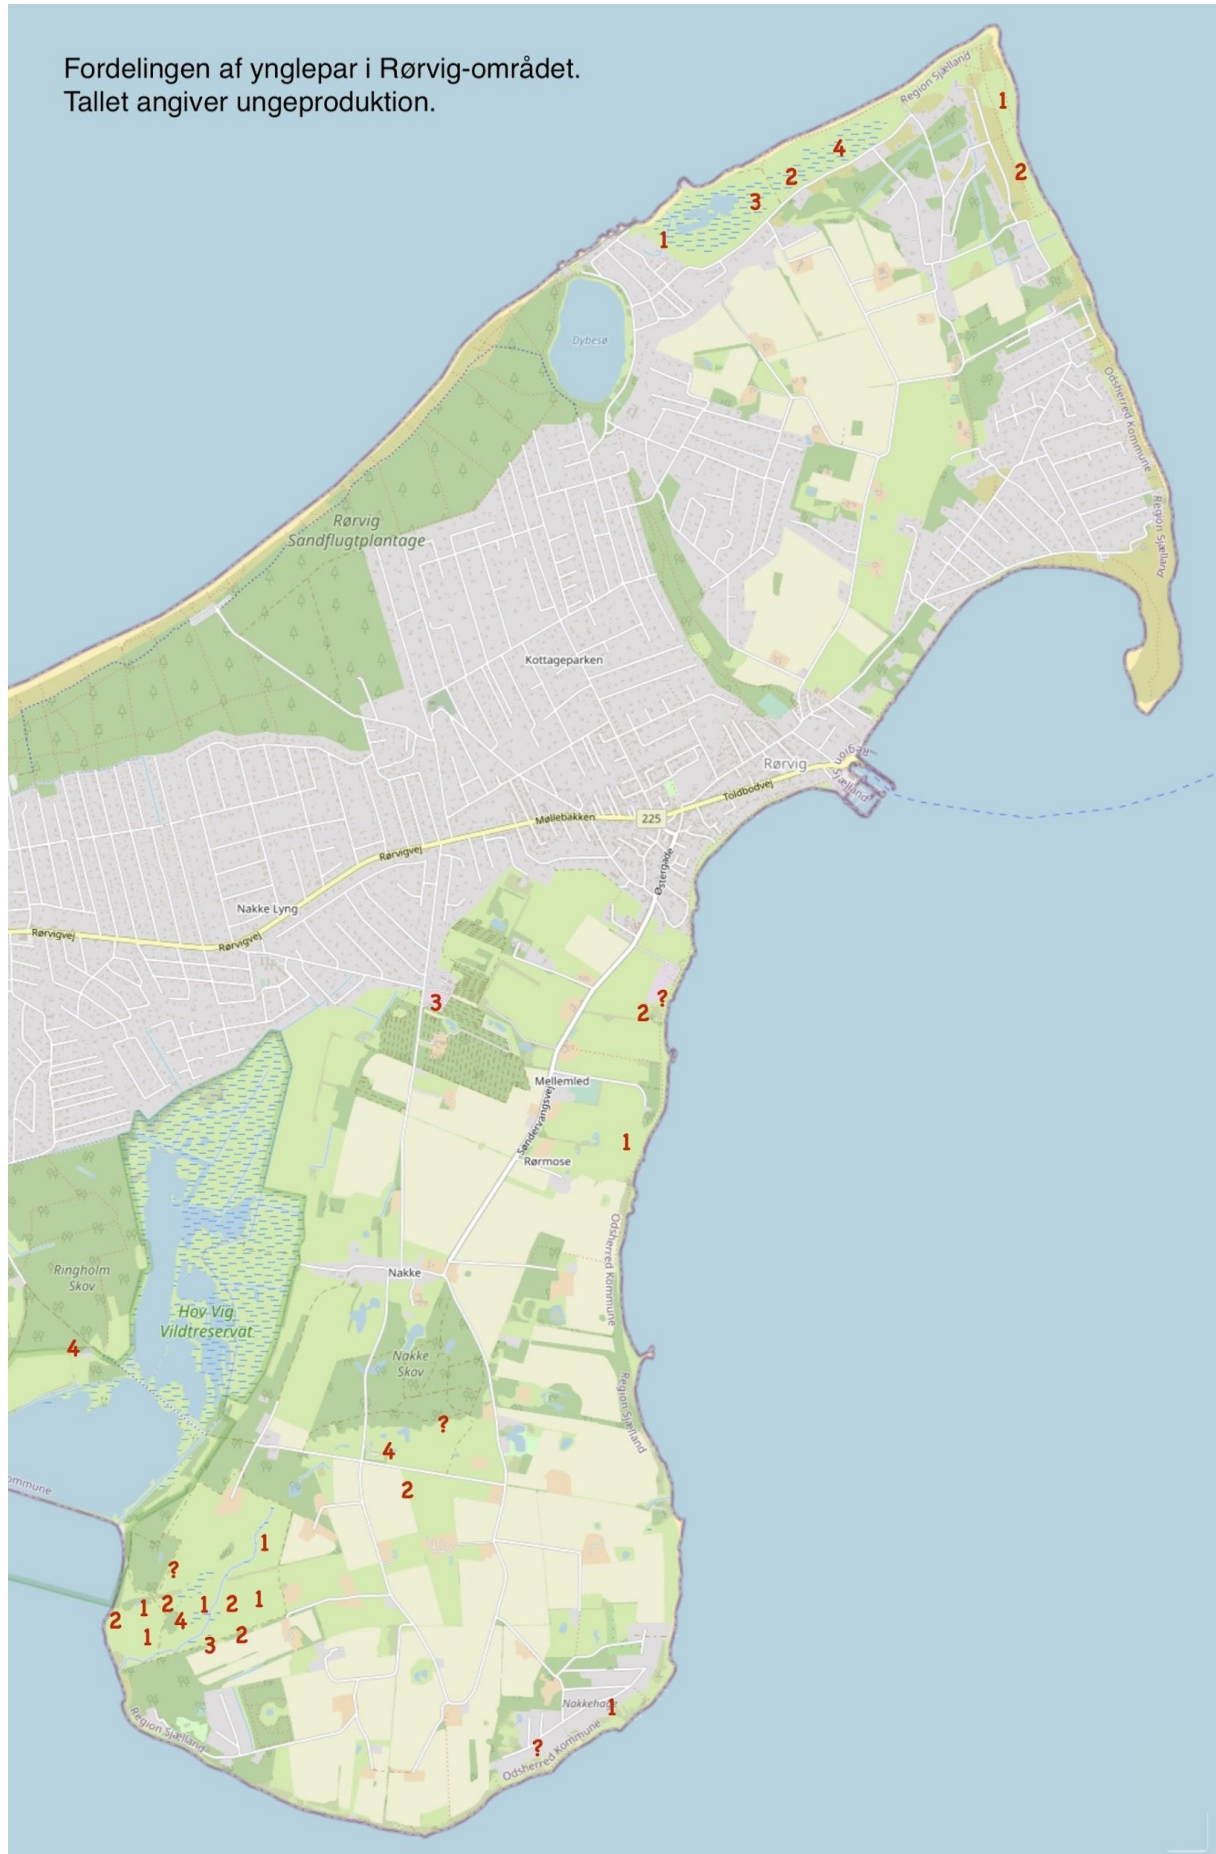 Fordelingen af ynglepar i Rørvig-området.
Tallet angiver ungeproduktion.
Region Sjælland
1
4
2
2
3
1
Dybesø
Odsherred Kommune
Rørvig
Sandflugtplantage
Region Sjælland
Kottageparken
Rørvig
Region
Sjælland
Toldbodvej
Møllebakken
225
Rørvigvej
Østergade
Nakke Lyng
Rørvigvej
Rørvigvej
3
?
2
Mellemled
Søndervangsvej
1
Rørmose
Odsherred Kommune
Nakke
Ringholm
Skov
Hov Vig
Vildtreservat
4
Nakke
Skov
Region Sjælland
?
4
ommune
2
1
?
2
1
2
1
2
1
4
1
3
2
Nakkehage
1
Region Sjælland
?
Odsherred Kommune